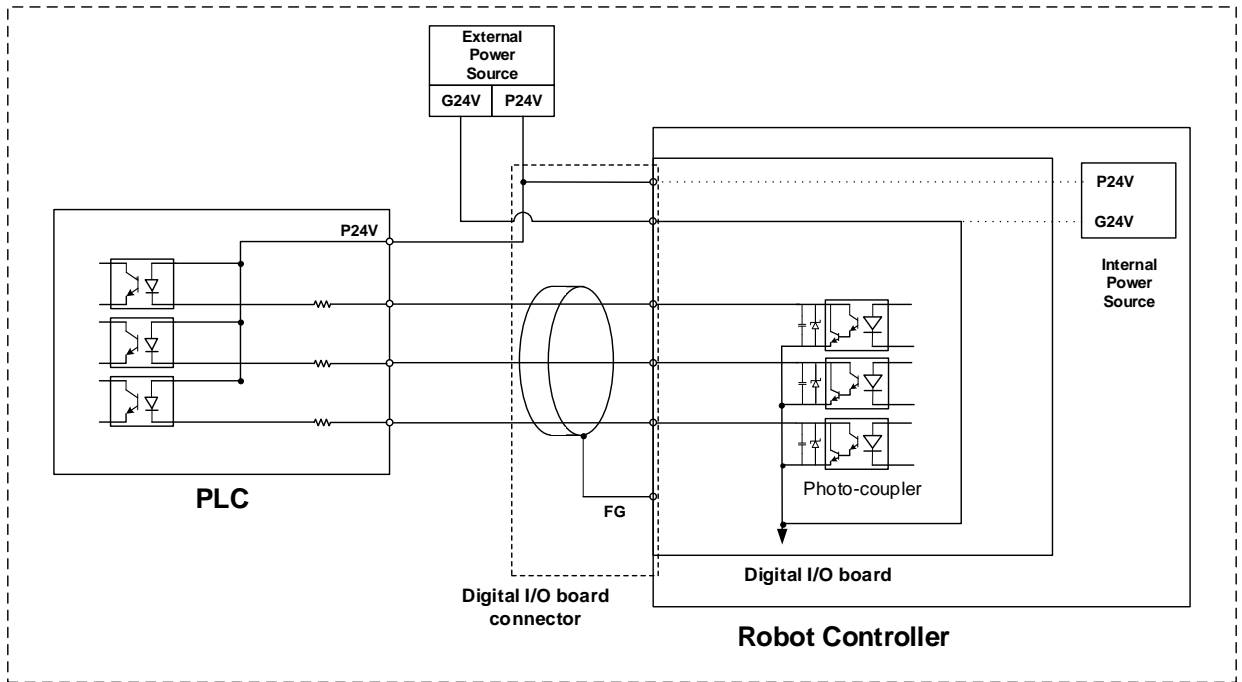 External
Power
Source
G24V P24V
P24V
G24V
Internal
Power
Source
P24V
PLC
FG
Photo-coupler
Digital I/O board
Digital I/O board
connector
Robot Controller